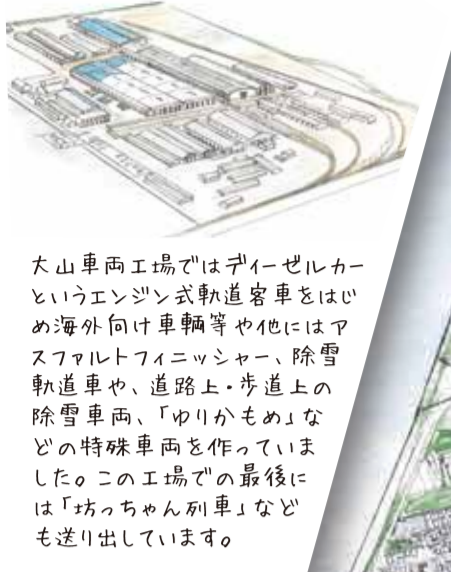 大山車両工場ではディーゼルカー
というエンジン式軌道客車をはじ
め海外向け車輌等や他にはア
スファルトフィニッシャー、除雪
軌道車や、道路上・歩道上の
除雪車両、「ゆりかもめ」な
どの特殊車両を作っていま
した。この工場での最後に
は「坊っちゃん列車」など
も送り出しています。